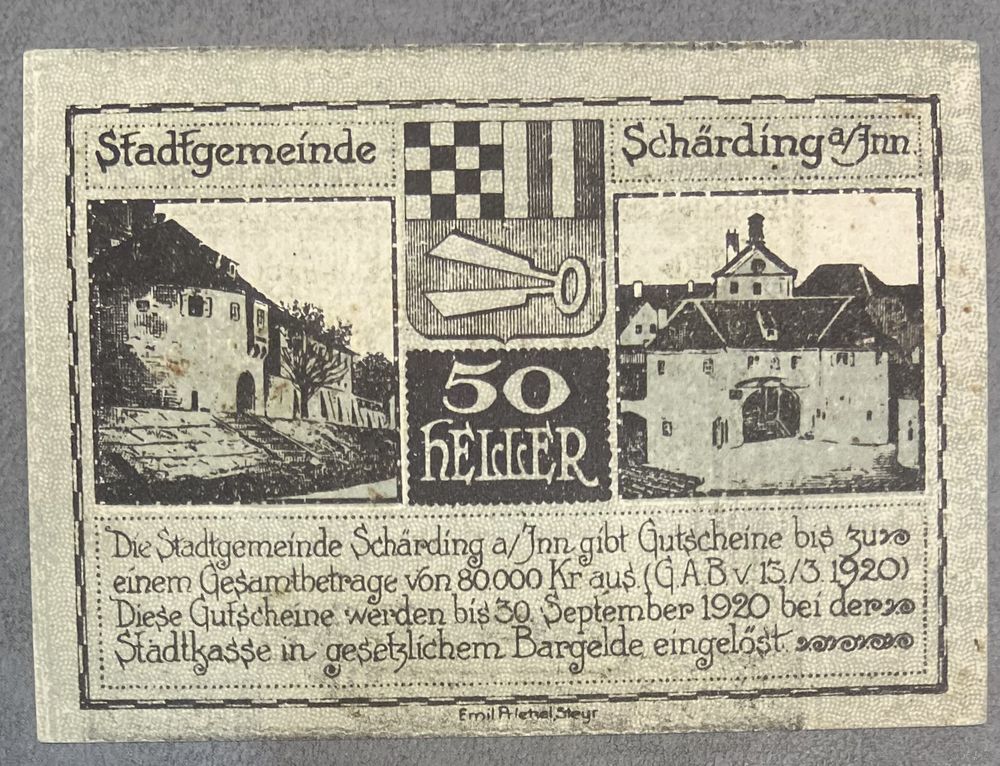 Stadtgemeinde
Schärding a/Inn
50
HELLER
Die Stadtgemeinde Schärding a/Inn gibt Gutscheine bis zu
einem Gesamtbetrage von 80.000 Kr aus (G.A.B v. 13./3. 1920)
Diese Gutscheine werden bis 30. September 1920 bei der
Stadtkasse in gesetzlichem Bargelde eingelöst.
Emil Prietzel, Steyr